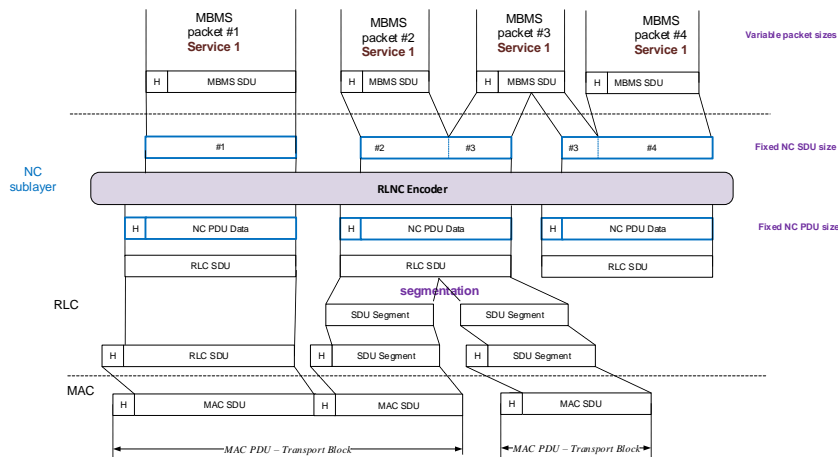 MBMS packet #1 Service 1
MBMS packet #2 Service 1
MBMS packet #3 Service 1
MBMS packet #4 Service 1
Variable packet sizes
H MBMS SDU
H MBMS SDU
H MBMS SDU
H MBMS SDU
NC sublayer
#1
#2 #3
#3 #4
Fixed NC SDU size
RLNC Encoder
H NC PDU Data
H NC PDU Data
H NC PDU Data
Fixed NC PDU size
RLC SDU
RLC SDU
RLC SDU
segmentation
RLC
SDU Segment
SDU Segment
H RLC SDU
H SDU Segment
H SDU Segment
MAC
H MAC SDU
H MAC SDU
H MAC SDU
MAC PDU – Transport Block
MAC PDU – Transport Block